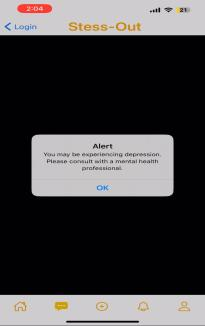 2:04
21
Login
Stess-Out
Alert
You may be experiencing depression.
Please consult with a mental health
professional.
OK